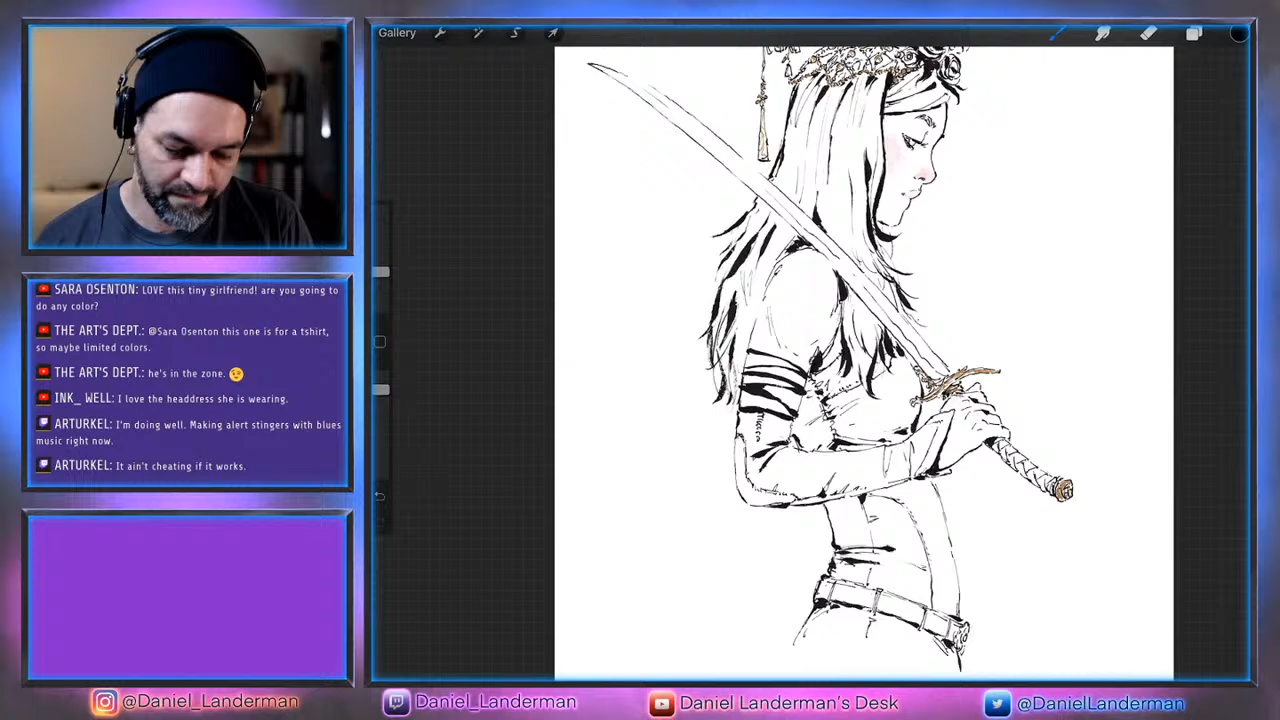 Gallery
SARA OSENTON: LOVE this tiny girlfriend! are you going to
do any color?
THE ART'S DEPT.: @Sara Osenton this one is for a tshirt,
so maybe limited colors.
THE ART'S DEPT.: he's in the zone. 😉
INK_ WELL: I love the headdress she is wearing.
ARTURKEL: I'm doing well. Making alert stingers with blues
music right now.
ARTURKEL: It ain't cheating if it works.
@Daniel_Landerman
Daniel_Landerman
Daniel Landerman's Desk
@DanielLanderman